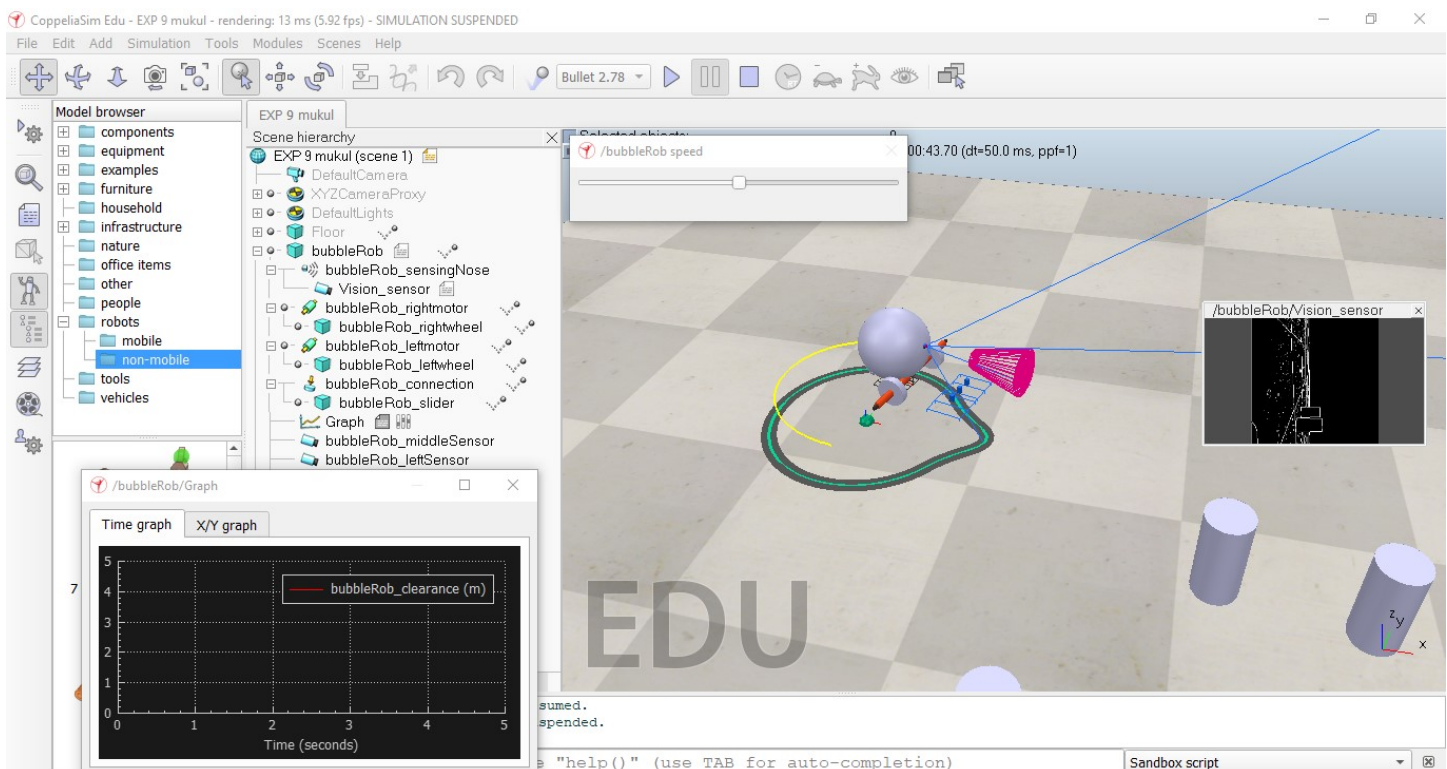 CoppeliaSim Edu - EXP 9 mukul - rendering: 13 ms (5.92 fps) - SIMULATION SUSPENDED
File Edit Add Simulation Tools Modules Scenes Help
Bullet 2.78
Model browser
components
equipment
examples
furniture
household
infrastructure
nature
office items
other
people
robots
mobile
non-mobile
tools
vehicles
7
EXP 9 mukul
Scene hierarchy
EXP 9 mukul (scene 1)
DefaultCamera
XYZCameraProxy
DefaultLights
Floor
bubbleRob
bubbleRob_sensingNose
Vision_sensor
bubbleRob_rightmotor
bubbleRob_rightwheel
bubbleRob_leftmotor
bubbleRob_leftwheel
bubbleRob_connection
bubbleRob_slider
Graph
bubbleRob_middleSensor
bubbleRob_leftSensor
Selected objects:
00:43.70 (dt=50.0 ms, ppf=1)
/bubbleRob speed
/bubbleRob/Vision_sensor
EDU
z
y
x
/bubbleRob/Graph
Time graph X/Y graph
bubbleRob_clearance (m)
5
4
3
2
1
0
0 1 2 3 4 5
Time (seconds)
sumed.
spended.
"help()" (use TAB for auto-completion)
Sandbox script